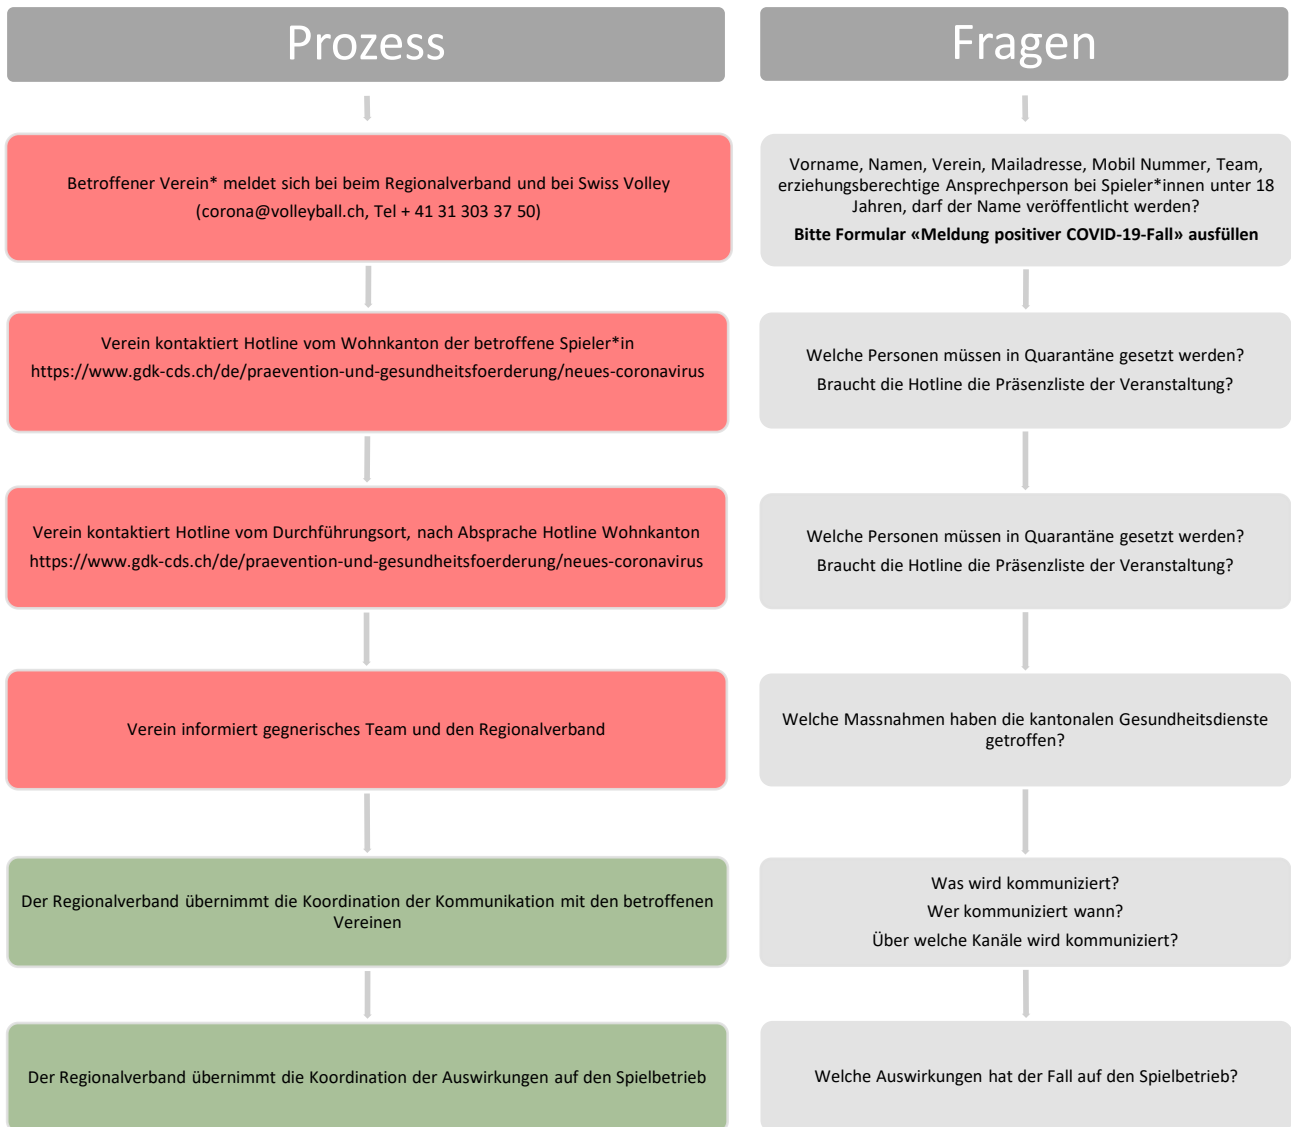 Prozess
Betroffener Verein* meldet sich bei beim Regionalverband und bei Swiss Volley
(corona@volleyball.ch, Tel + 41 31 303 37 50)
Verein kontaktiert Hotline vom Wohnkanton der betroffene Spieler*in
https://www.gdk-cds.ch/de/praevention-und-gesundheitsfoerderung/neues-coronavirus
Verein kontaktiert Hotline vom Durchführungsort, nach Absprache Hotline Wohnkanton
https://www.gdk-cds.ch/de/praevention-und-gesundheitsfoerderung/neues-coronavirus
Verein informiert gegnerisches Team und den Regionalverband
Der Regionalverband übernimmt die Koordination der Kommunikation mit den betroffenen
Vereinen
Der Regionalverband übernimmt die Koordination der Auswirkungen auf den Spielbetrieb
Fragen
Vorname, Namen, Verein, Mailadresse, Mobil Nummer, Team,
erziehungsberechtige Ansprechperson bei Spieler*innen unter 18
Jahren, darf der Name veröffentlicht werden?
Bitte Formular «Meldung positiver COVID-19-Fall» ausfüllen
Welche Personen müssen in Quarantäne gesetzt werden?
Braucht die Hotline die Präsenzliste der Veranstaltung?
Welche Personen müssen in Quarantäne gesetzt werden?
Braucht die Hotline die Präsenzliste der Veranstaltung?
Welche Massnahmen haben die kantonalen Gesundheitsdienste
getroffen?
Was wird kommuniziert?
Wer kommuniziert wann?
Über welche Kanäle wird kommuniziert?
Welche Auswirkungen hat der Fall auf den Spielbetrieb?